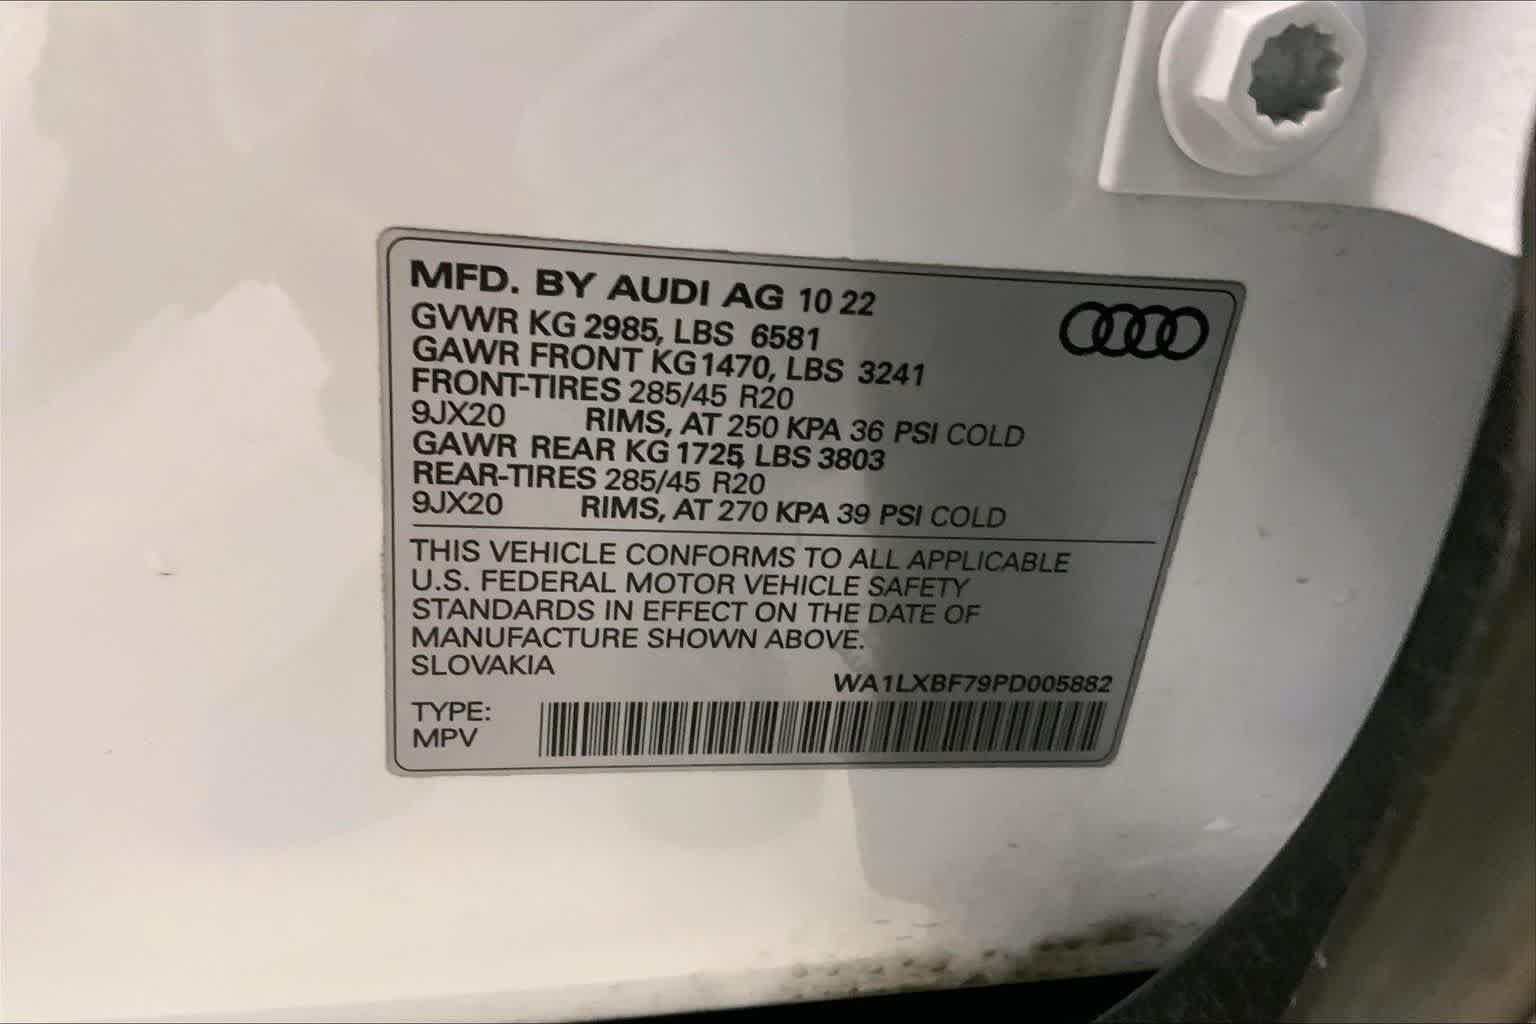 MFD. BY AUDI AG 10 22
GVWR KG 2985, LBS 6581
GAWR FRONT KG 1470, LBS 3241
FRONT-TIRES 285/45 R20
9JX20 RIMS, AT 250 KPA 36 PSI COLD
GAWR REAR KG 1725, LBS 3803
REAR-TIRES 285/45 R20
9JX20 RIMS, AT 270 KPA 39 PSI COLD
THIS VEHICLE CONFORMS TO ALL APPLICABLE
U.S. FEDERAL MOTOR VEHICLE SAFETY
STANDARDS IN EFFECT ON THE DATE OF
MANUFACTURE SHOWN ABOVE.
SLOVAKIA
WA1LXBF79PD005882
TYPE:
MPV